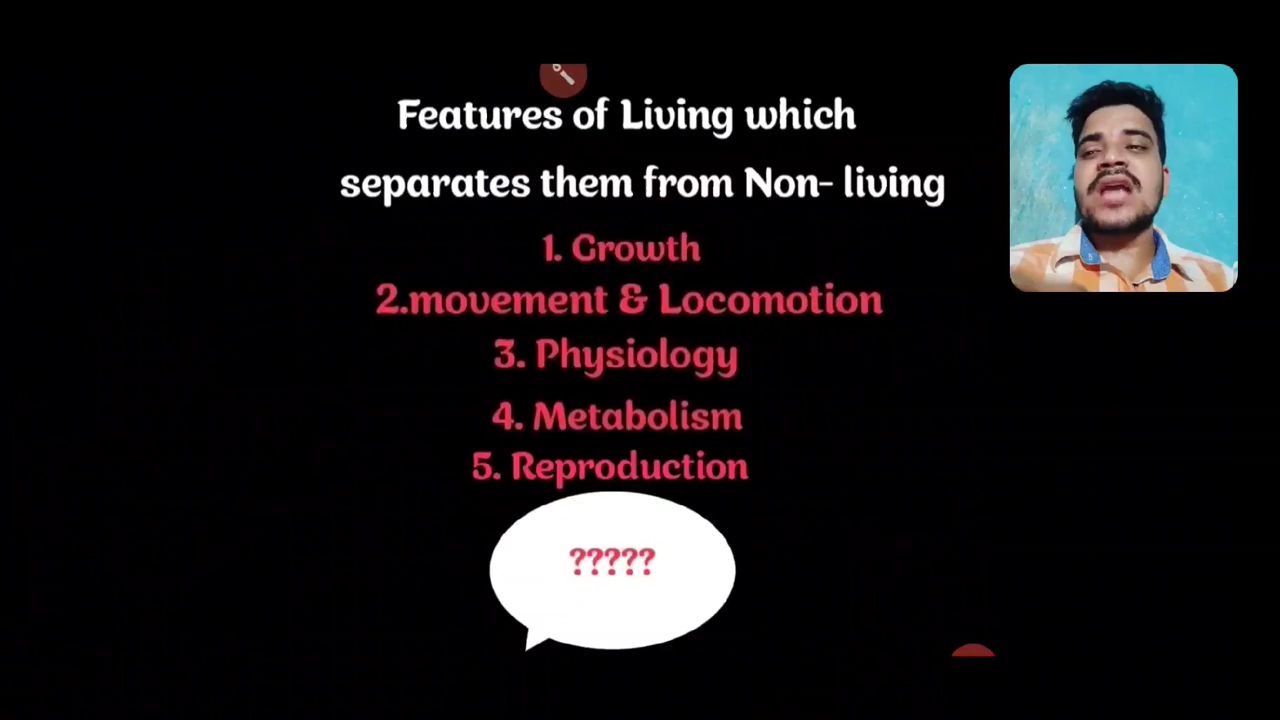 Features of Living which
separates them from Non- living
1. Growth
2.movement & Locomotion
3. Physiology
4. Metabolism
5. Reproduction
?????